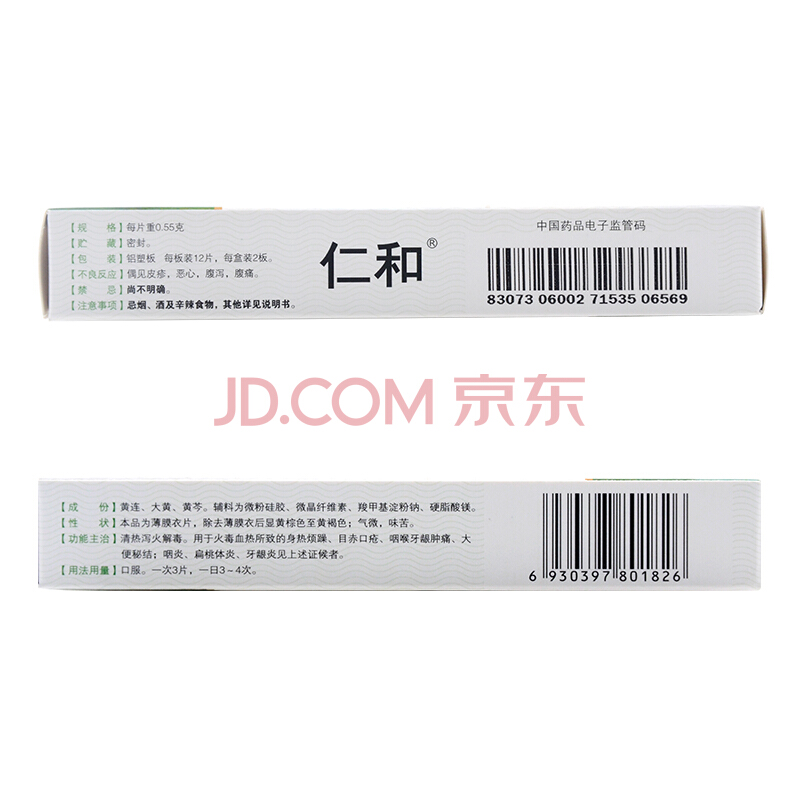 【规　格】每片重0.55克
【贮　藏】密封。
【包　装】铝塑板　每板装12片，每盒装2板。
【不良反应】偶见皮疹，恶心，腹泻，腹痛。
【禁　忌】尚不明确。
【注意事项】忌烟、酒及辛辣食物，其他详见说明书。
仁和®
中国药品电子监管码
83073 06002 71535 06569
JD.COM 京东
【成　份】黄连、大黄、黄芩。辅料为微粉硅胶、微晶纤维素、羧甲基淀粉钠、硬脂酸镁。
【性　状】本品为薄膜衣片，除去薄膜衣后显黄棕色至黄褐色；气微，味苦。
【功能主治】清热泻火解毒。用于火毒血热所致的身热烦躁、目赤口疮、咽喉牙龈肿痛、大
便秘结；咽炎、扁桃体炎、牙龈炎见上述证候者。
【用法用量】口服。一次3片，一日3～4次。
6 930397 801826